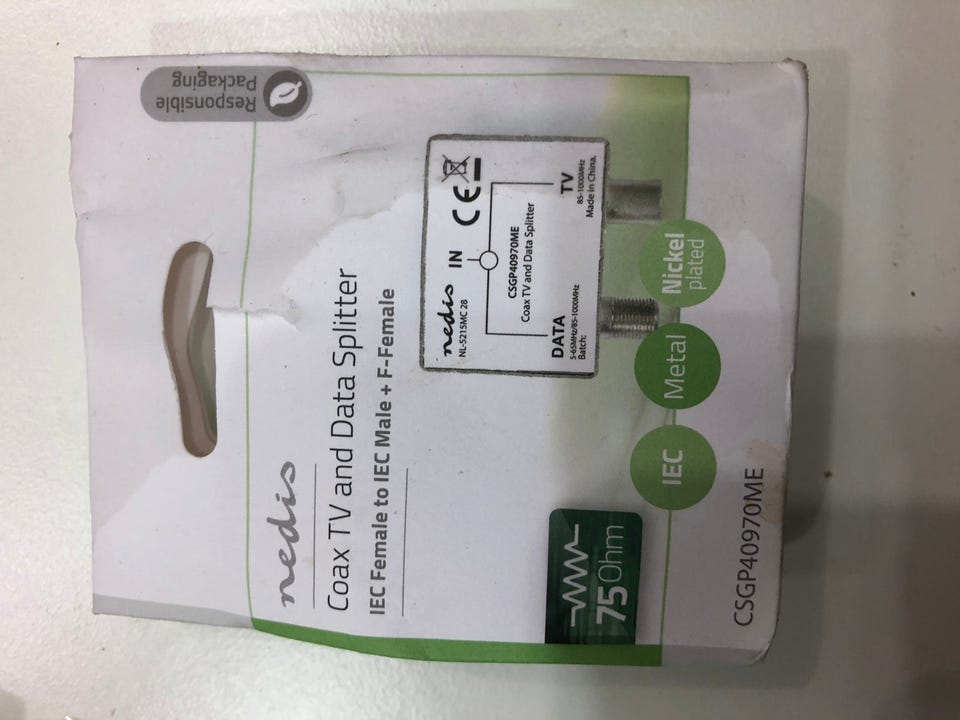 Responsible
Packaging
nedis
Coax TV and Data Splitter
IEC Female to IEC Male + F-Female
nedis
NL-5215MC 28
IN
CE
CSGP40970ME
Coax TV and Data Splitter
DATA
5-65MHz/85-1000MHz
Batch:
TV
85-1000MHz
Made in China.
75 Ohm
IEC
Metal
Nickel
plated
CSGP40970ME